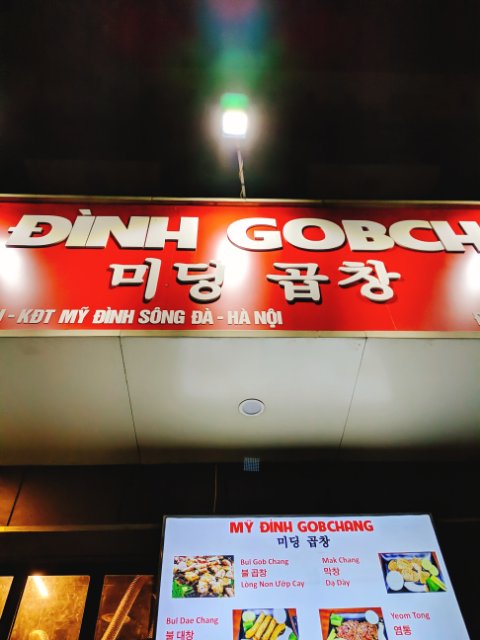 ĐÌNH GOBCH
미딩 곱창
- KĐT MỸ ĐÌNH SÔNG ĐÀ - HÀ NỘI
MỸ ĐÌNH GOBCHANG
미딩 곱창
Bul Gob Chang
불 곱창
Lòng Non Ướp Cay
Mak Chang
막창
Dạ Dày
Bul Dae Chang
불 대창
Yeom Tong
염통